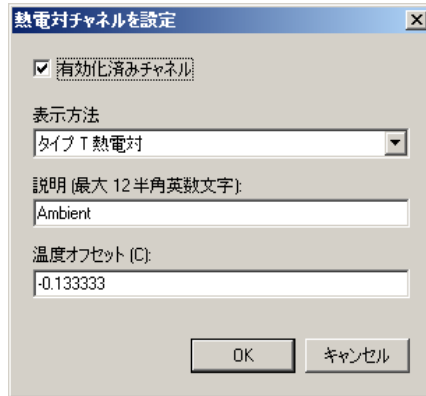 熱電対チャネルを設定
有効化済みチャネル
表示方法
タイプ T 熱電対
説明 (最大 12 半角英数文字):
Ambient
温度オフセット (C):
-0.133333
OK
キャンセル